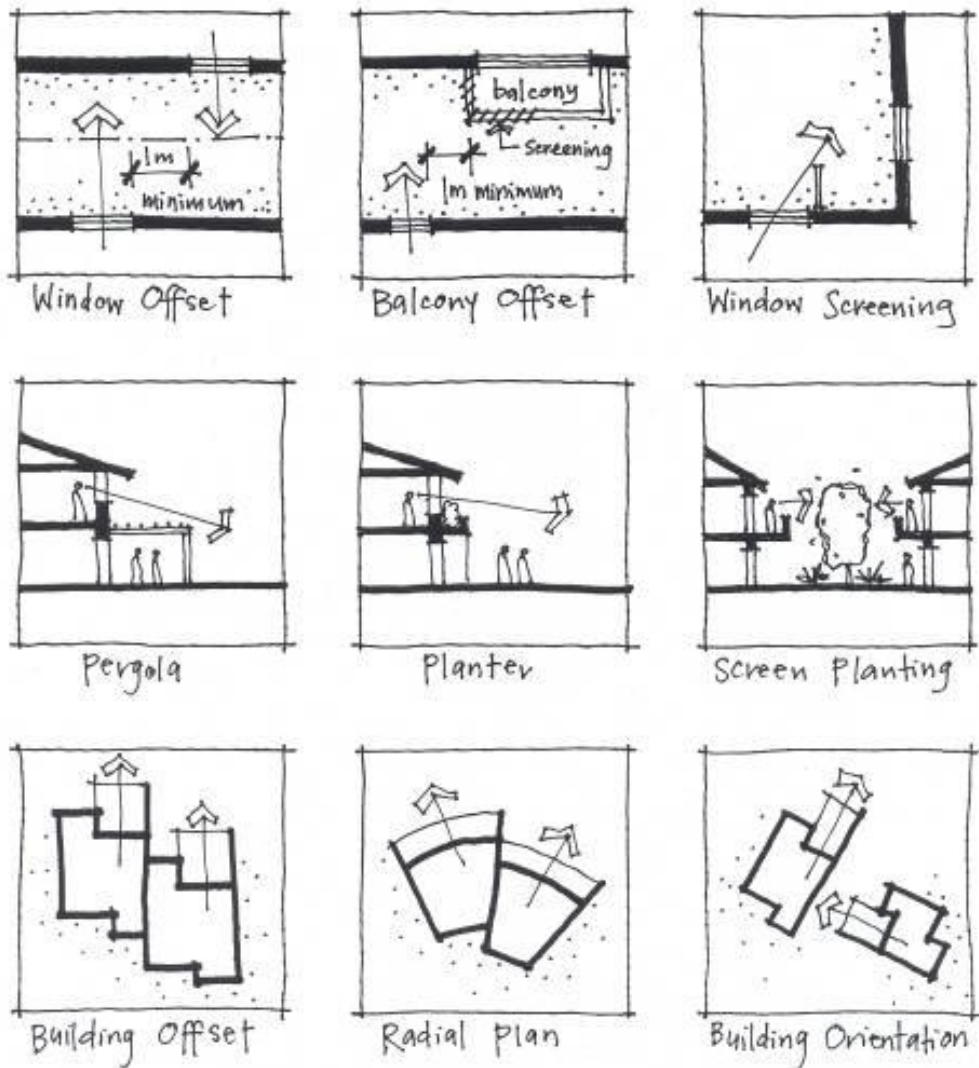 1m
minimum
Window Offset
balcony
screening
1m minimum
Balcony Offset
Window Screening
Pergola
Planter
Screen Planting
Building Offset
Radial Plan
Building Orientation